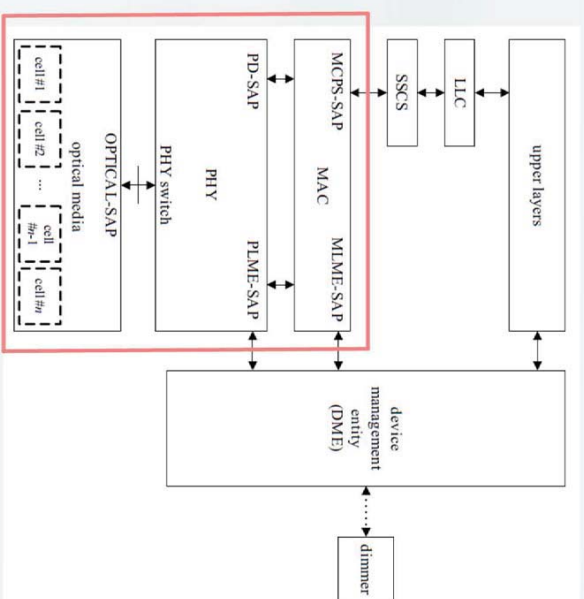 upper layers
LLC
SSCS
MCPS-SAP
MLME-SAP
MAC
PD-SAP
PLME-SAP
PHY
PHY switch
OPTICAL-SAP
optical media
cell #1
cell #2
...
cell
#n-1
cell #n
device
management
entity
(DME)
dimmer